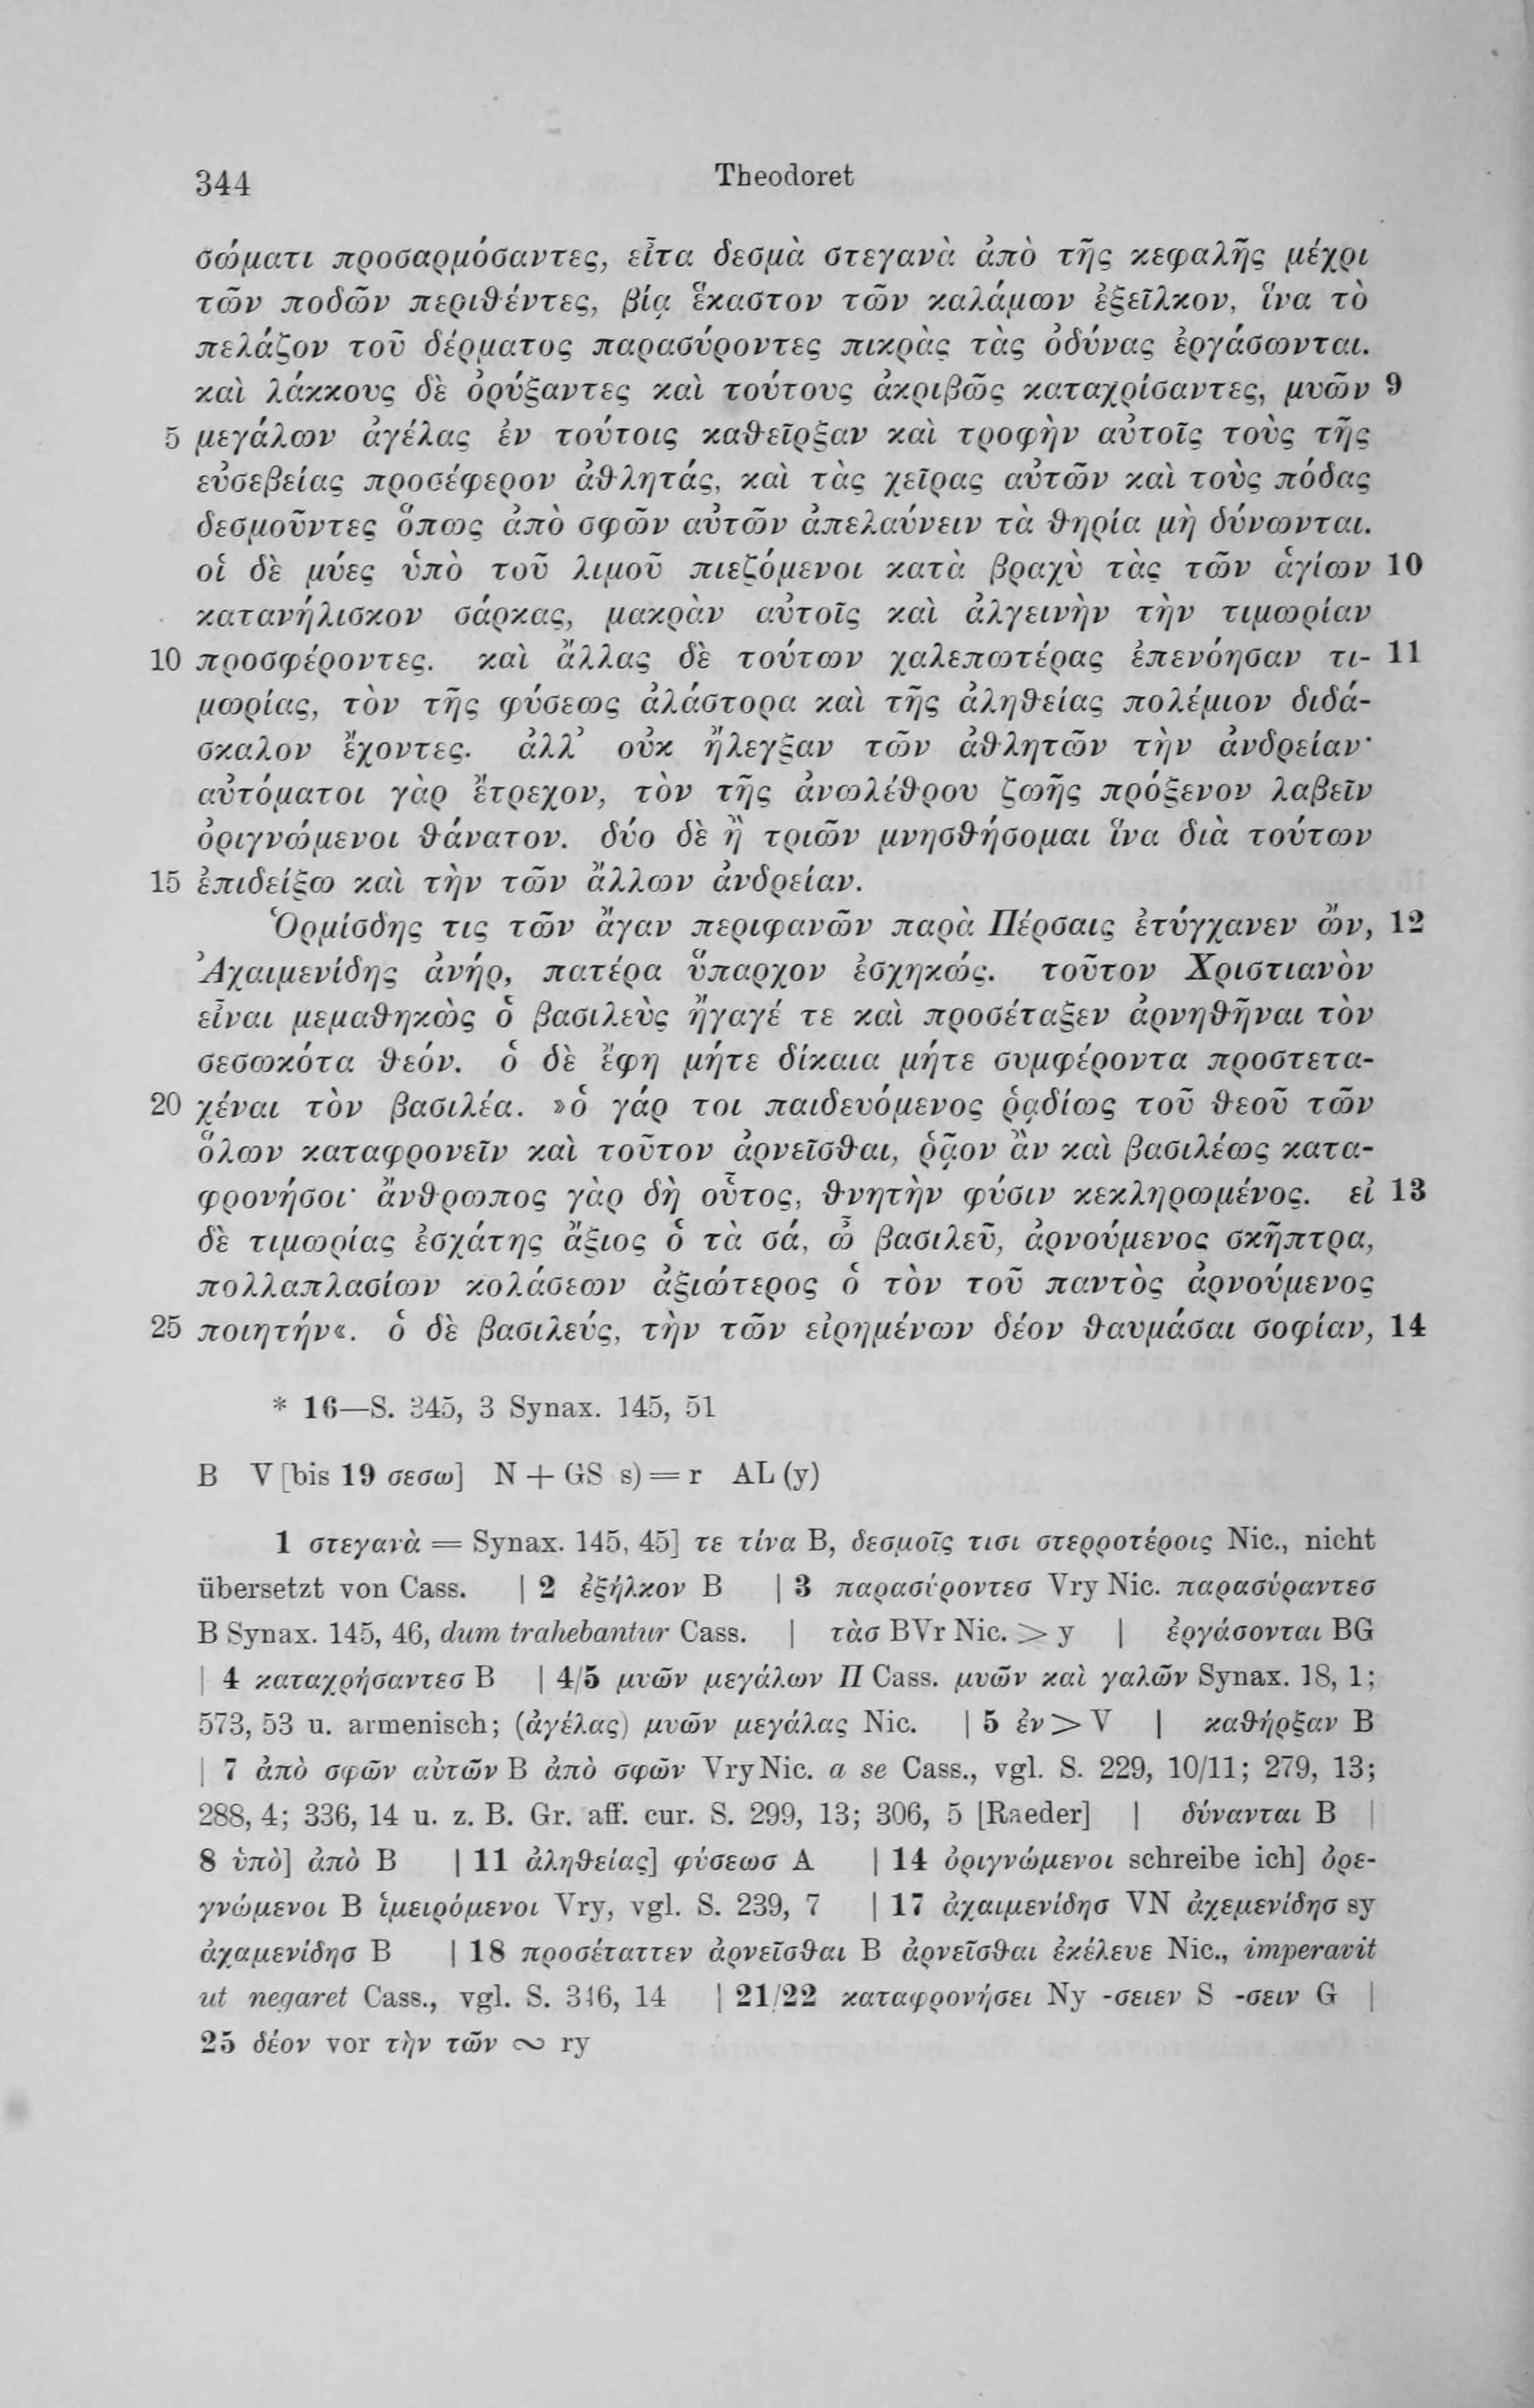 344
Theodoret
σώματι προσαρμόσαντες, εἶτα δεσμὰ στεγανὰ ἀπὸ τῆς κεφαλῆς μέχρι
τῶν ποδῶν περιθέντες, βίᾳ ἕκαστον τῶν καλάμων ἐξεῖλκον, ἵνα τὸ
πελάζον τοῦ δέρματος παρασύροντες πικρὰς τὰς ὀδύνας ἐργάσωνται.
καὶ λάκκους δὲ ὀρύξαντες καὶ τούτους ἀκριβῶς καταχρίσαντες, μυῶν 9
5 μεγάλων ἀγέλας ἐν τούτοις καθεῖρξαν καὶ τροφὴν αὐτοῖς τοὺς τῆς
εὐσεβείας προσέφερον ἀθλητάς, καὶ τὰς χεῖρας αὐτῶν καὶ τοὺς πόδας
δεσμοῦντες ὅπως ἀπὸ σφῶν αὐτῶν ἀπελαύνειν τὰ θηρία μὴ δύνωνται.
οἱ δὲ μύες ὑπὸ τοῦ λιμοῦ πιεζόμενοι κατὰ βραχὺ τὰς τῶν ἁγίων 10
κατανήλισκον σάρκας, μακρὰν αὐτοῖς καὶ ἀλγεινὴν τὴν τιμωρίαν
10 προσφέροντες. καὶ ἄλλας δὲ τούτων χαλεπωτέρας ἐπενόησαν τι- 11
μωρίας, τὸν τῆς φύσεως ἀλάστορα καὶ τῆς ἀληθείας πολέμιον διδά-
σκαλον ἔχοντες. ἀλλ’ οὐκ ἤλεγξαν τῶν ἀθλητῶν τὴν ἀνδρείαν·
αὐτόματοι γὰρ ἔτρεχον, τὸν τῆς ἀνωλέθρου ζωῆς πρόξενον λαβεῖν
ὀριγνώμενοι θάνατον. δύο δὲ ἢ τριῶν μνησθήσομαι ἵνα διὰ τούτων
15 ἐπιδείξω καὶ τὴν τῶν ἄλλων ἀνδρείαν.
Ὁρμίσδης τις τῶν ἄγαν περιφανῶν παρὰ Πέρσαις ἐτύγχανεν ὤν, 12
Ἀχαιμενίδης ἀνήρ, πατέρα ὕπαρχον ἐσχηκώς. τοῦτον Χριστιανὸν
εἶναι μεμαθηκὼς ὁ βασιλεὺς ἤγαγέ τε καὶ προσέταξεν ἀρνηθῆναι τὸν
σεσωκότα θεόν. ὁ δὲ ἔφη μήτε δίκαια μήτε συμφέροντα προστετα-
20 χέναι τὸν βασιλέα. »ὁ γάρ τοι παιδευόμενος ῥᾳδίως τοῦ θεοῦ τῶν
ὅλων καταφρονεῖν καὶ τοῦτον ἀρνεῖσθαι, ῥᾷον ἂν καὶ βασιλέως κατα-
φρονήσοι· ἄνθρωπος γὰρ δὴ οὗτος, θνητὴν φύσιν κεκληρωμένος. εἰ 13
δὲ τιμωρίας ἐσχάτης ἄξιος ὁ τὰ σά, ὦ βασιλεῦ, ἀρνούμενος σκῆπτρα,
πολλαπλασίων κολάσεων ἀξιώτερος ὁ τὸν τοῦ παντὸς ἀρνούμενος
25 ποιητήν«. ὁ δὲ βασιλεύς, τὴν τῶν εἰρημένων δέον θαυμάσαι σοφίαν, 14
* 16—S. 345, 3 Synax. 145, 51
B V [bis 19 σεσω] N + GS s) = r AL (y)
1 στεγανὰ = Synax. 145, 45] τε τίνα B, δεσμοῖς τισι στερροτέροις Nic., nicht
übersetzt von Cass. | 2 ἐξήλκον B | 3 παρασύροντεσ Vry Nic. παρασύραντεσ
B Synax. 145, 46, dum trahebantur Cass. | τὰσ BVr Nic. > y | ἐργάσονται BG
| 4 καταχρήσαντεσ B | 4/5 μυῶν μεγάλων Π Cass. μυῶν καὶ γαλῶν Synax. 18, 1;
573, 53 u. armenisch; (ἀγέλας) μυῶν μεγάλας Nic. | 5 ἐν > V | καθήρξαν B
| 7 ἀπὸ σφῶν αὐτῶν B ἀπὸ σφῶν Vry Nic. a se Cass., vgl. S. 229, 10/11; 279, 13;
288, 4; 336, 14 u. z. B. Gr. aff. cur. S. 299, 13; 306, 5 [Raeder] | δύνανται B |
8 ὑπὸ] ἀπὸ B | 11 ἀληθείας] φύσεωσ A | 14 ὀριγνώμενοι schreibe ich] ὀρε-
γνώμενοι B ἱμειρόμενοι Vry, vgl. S. 239, 7 | 17 ἀχαιμενίδησ VN ἀχεμενίδησ sy
ἀχαμενίδησ B | 18 προσέταττεν ἀρνεῖσθαι B ἀρνεῖσθαι ἐκέλευε Nic., imperavit
ut negaret Cass., vgl. S. 346, 14 | 21/22 καταφρονήσει Ny -σειεν S -σειν G |
25 δέον vor τὴν τῶν ∾ ry